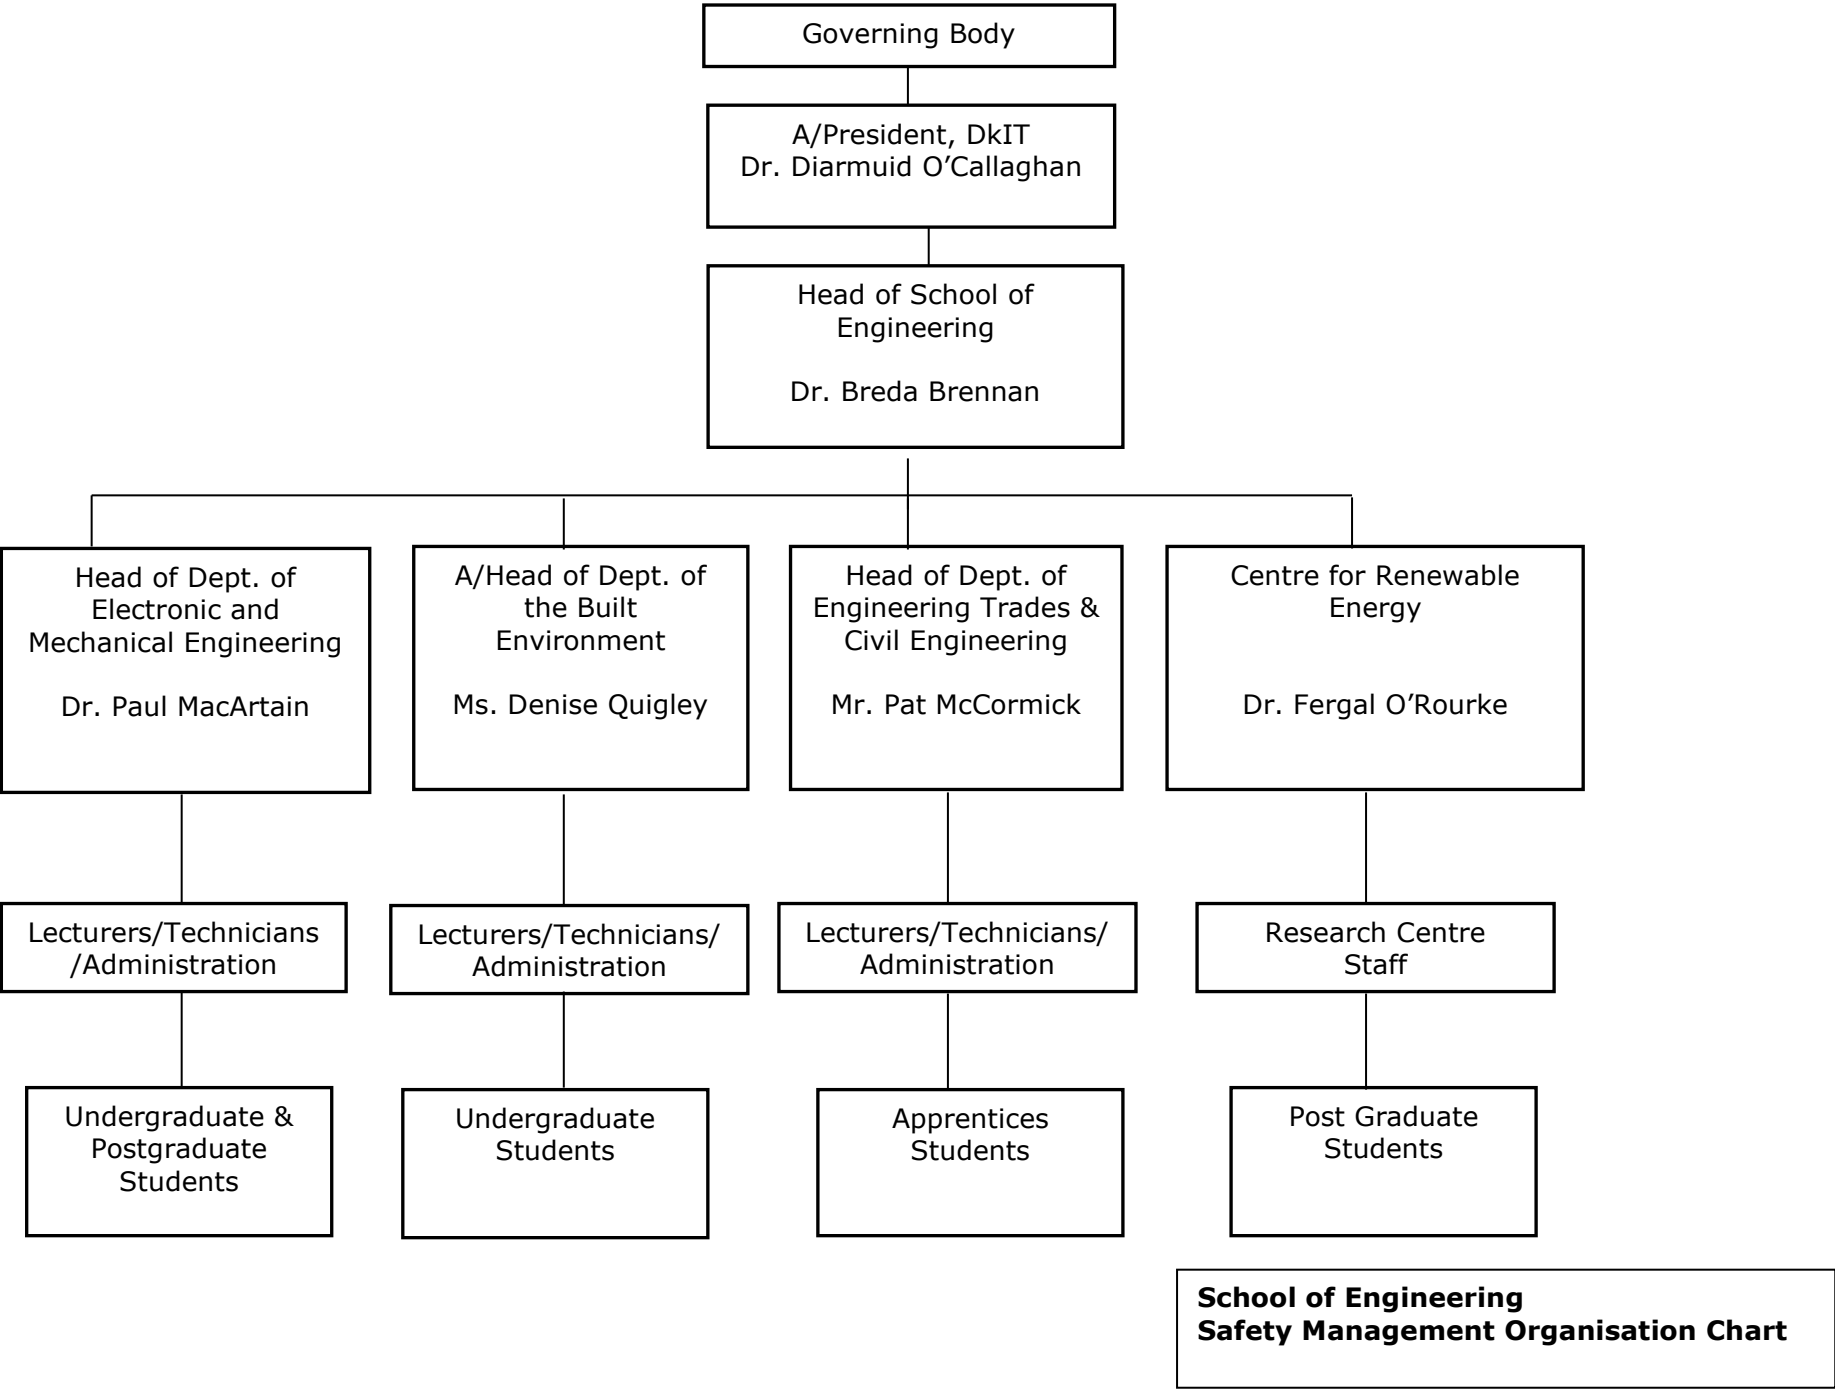 Governing Body
A/President, DkIT
Dr. Diarmuid O’Callaghan
Head of School of
Engineering
Dr. Breda Brennan
Head of Dept. of
Electronic and
Mechanical Engineering
Dr. Paul MacArtain
A/Head of Dept. of
the Built
Environment
Ms. Denise Quigley
Head of Dept. of
Engineering Trades &
Civil Engineering
Mr. Pat McCormick
Centre for Renewable
Energy
Dr. Fergal O’Rourke
Lecturers/Technicians
/Administration
Lecturers/Technicians/
Administration
Lecturers/Technicians/
Administration
Research Centre
Staff
Undergraduate &
Postgraduate
Students
Undergraduate
Students
Apprentices
Students
Post Graduate
Students
School of Engineering
Safety Management Organisation Chart